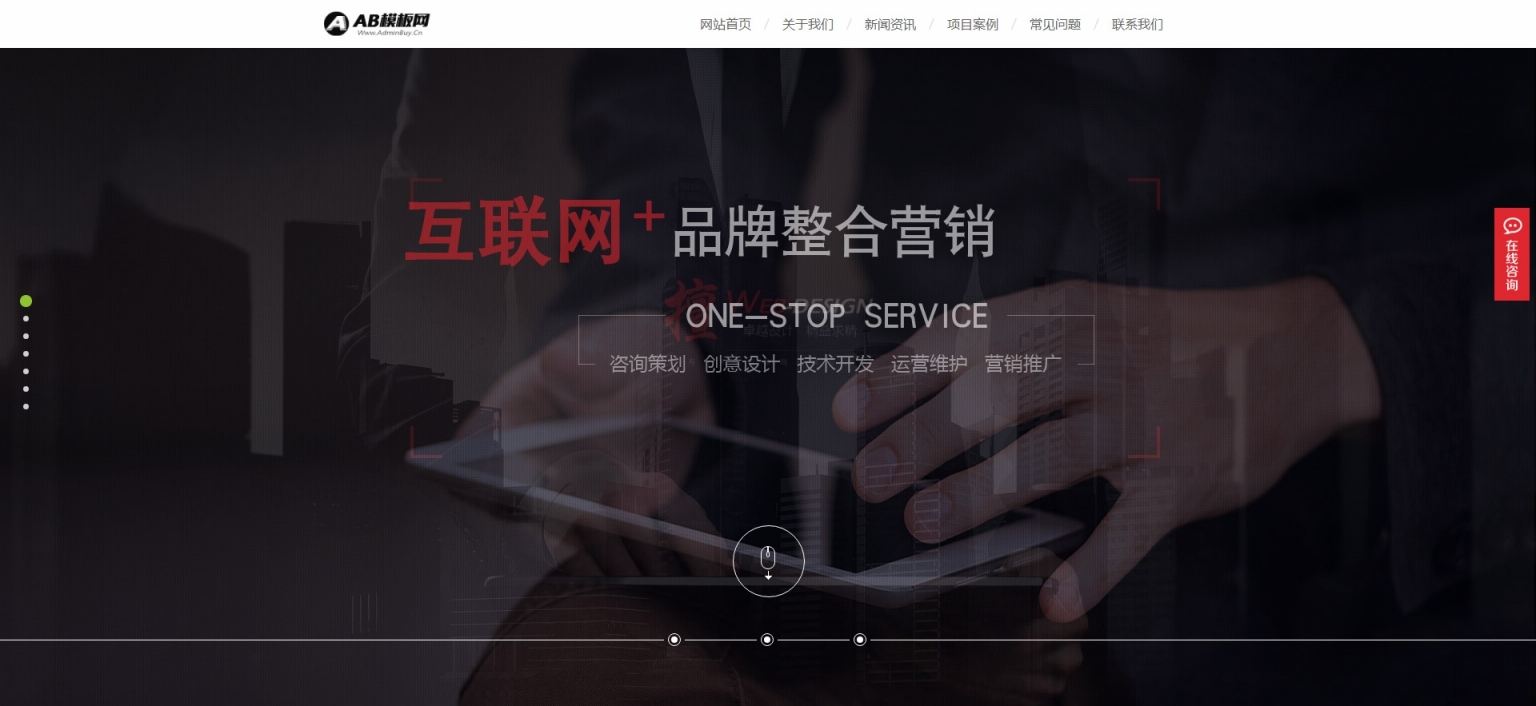 AB模板网
Www.AdminBuy.Cn
网站首页 / 关于我们 / 新闻资讯 / 项目案例 / 常见问题 / 联系我们
互联网+品牌整合营销
WEB DESIGN
ONE-STOP SERVICE
咨询策划 创意设计 技术开发 运营维护 营销推广
在线咨询